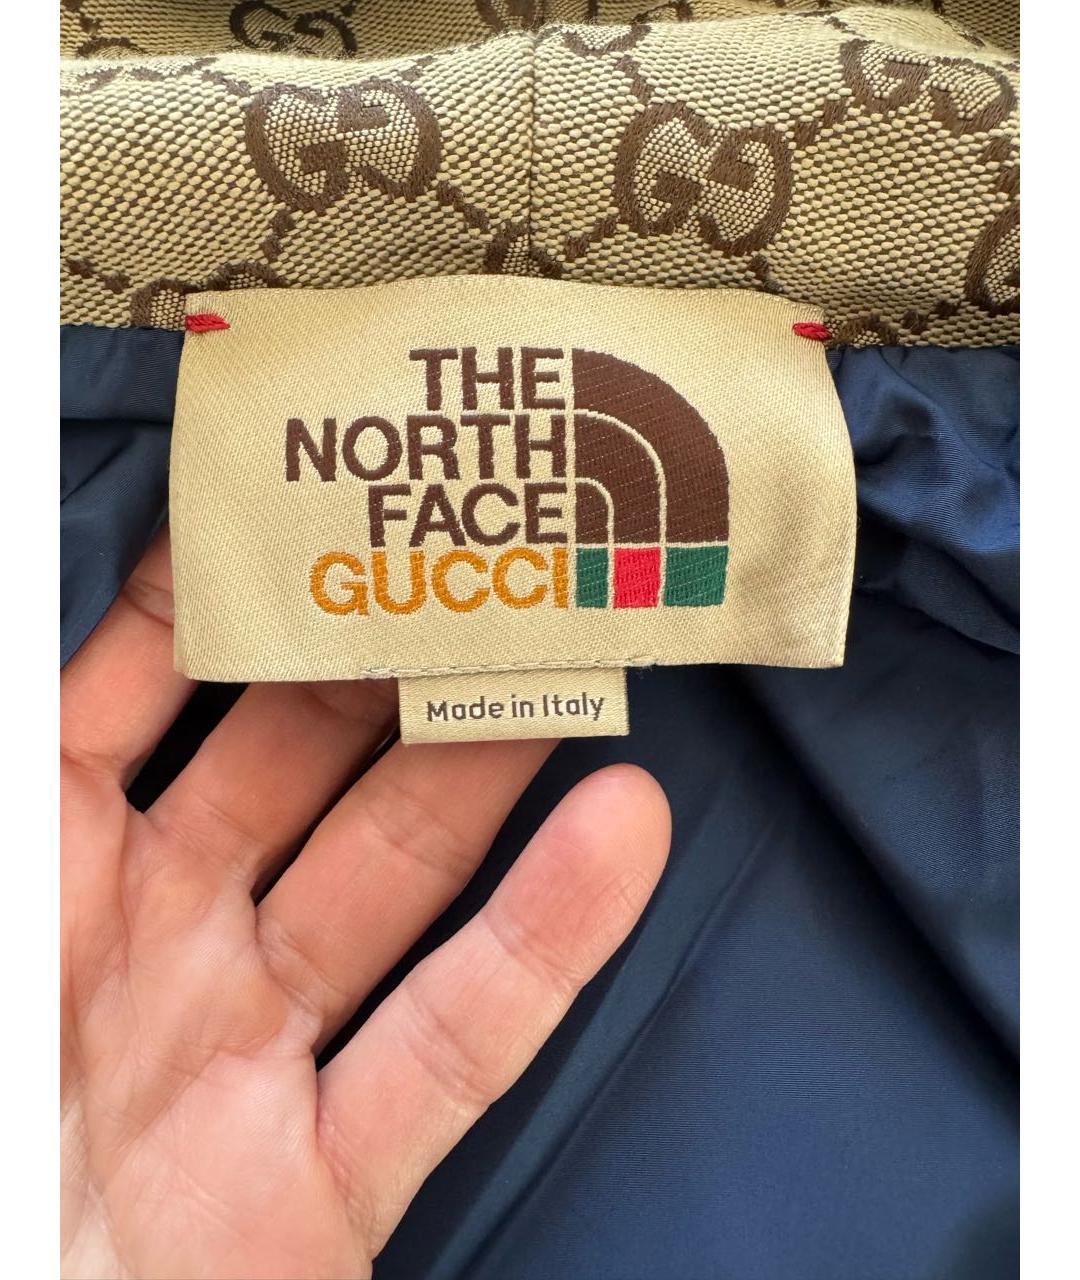 THE
NORTH
FACE
GUCCI
Made in Italy